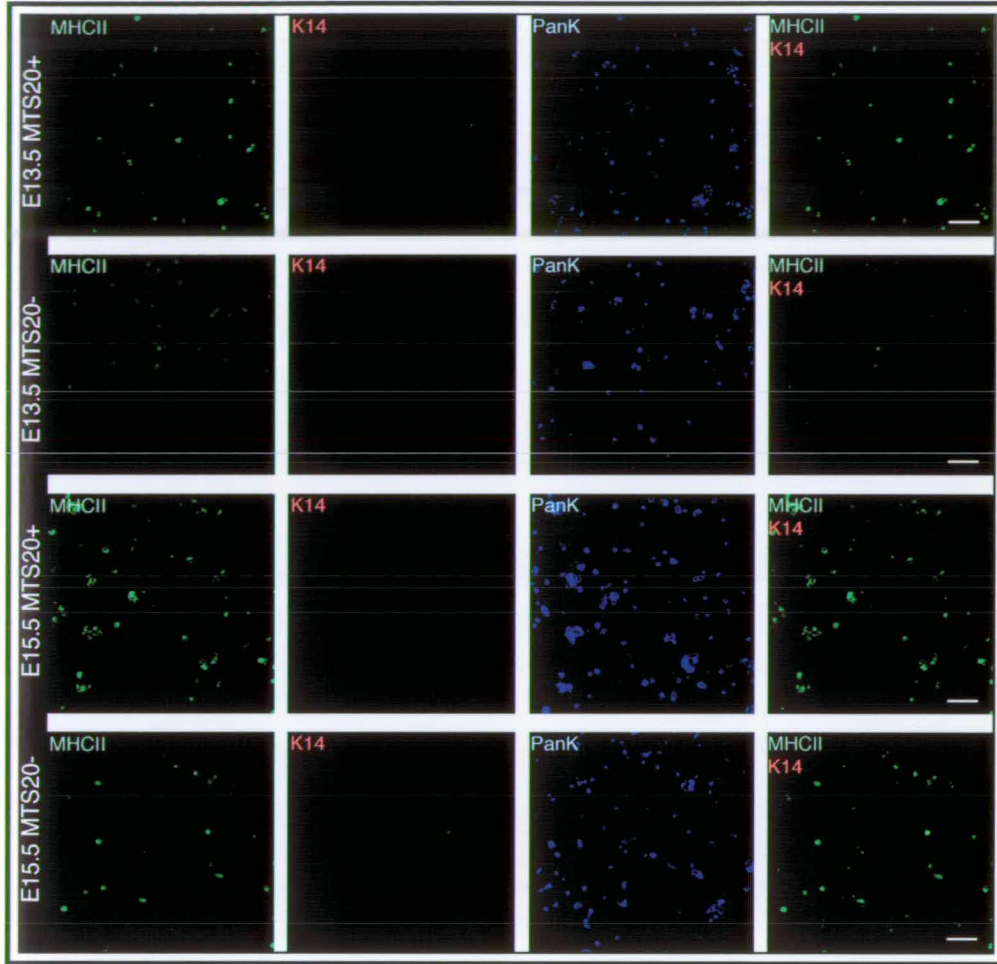 E13.5 MTS20+
MHCII
K14
PanK
MHCII
K14
E13.5 MTS20-
MHCII
K14
PanK
MHCII
K14
E15.5 MTS20+
MHCII
K14
PanK
MHCII
K14
E15.5 MTS20-
MHCII
K14
PanK
MHCII
K14